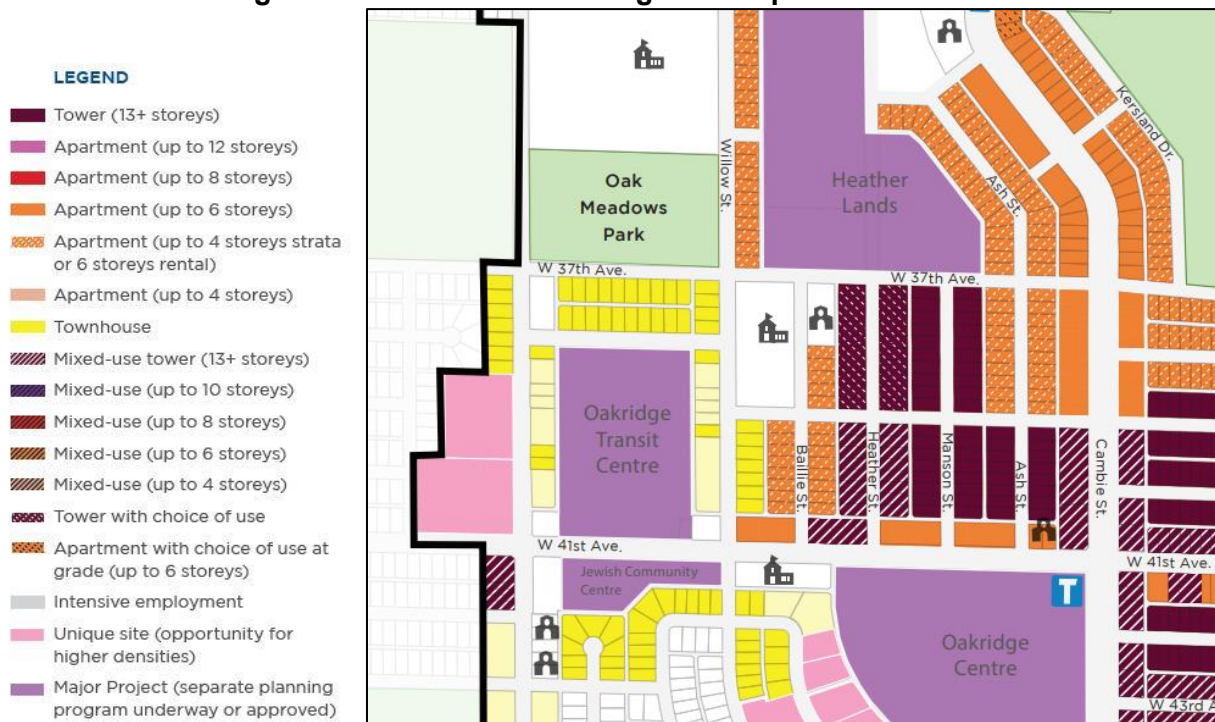 LEGEND
Tower (13+ storeys)
Apartment (up to 12 storeys)
Apartment (up to 8 storeys)
Apartment (up to 6 storeys)
Apartment (up to 4 storeys strata
or 6 storeys rental)
Apartment (up to 4 storeys)
Townhouse
Mixed-use tower (13+ storeys)
Mixed-use (up to 10 storeys)
Mixed-use (up to 8 storeys)
Mixed-use (up to 6 storeys)
Mixed-use (up to 4 storeys)
Tower with choice of use
Apartment with choice of use at
grade (up to 6 storeys)
Intensive employment
Unique site (opportunity for
higher densities)
Major Project (separate planning
program underway or approved)
Kersland Dr.
Willow St.
Oak
Meadows
Park
Heather
Lands
Ash St.
W 37th Ave.
W 37th Ave.
Oakridge
Transit
Centre
Baillie St.
Heather St.
Manson St.
Ash St.
Cambie St.
W 41st Ave.
W 41st Ave.
Jewish Community
Centre
T
Oakridge
Centre
W 43rd